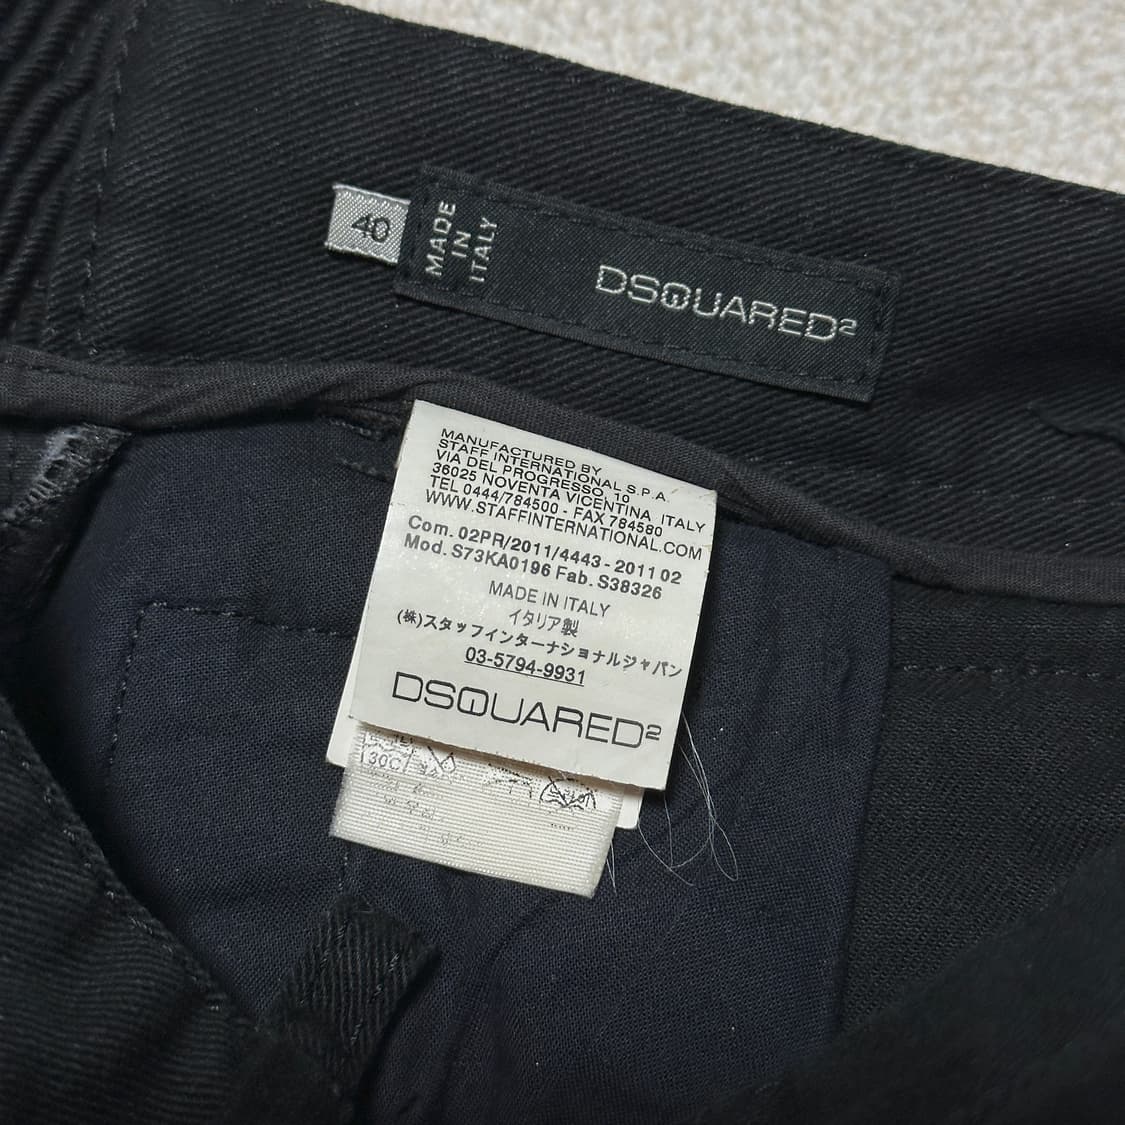 40
MADE
IN
ITALY
DSQUARED2
MANUFACTURED BY
STAFF INTERNATIONAL S.P.A.
VIA DEL PROGRESSO, 10
36025 NOVENTA VICENTINA, ITALY
TEL 0444/784500 - FAX 784580
WWW.STAFFINTERNATIONAL.COM
Com. 02PR/2011/4443 - 2011 02
Mod. S73KA0196 Fab. S38326
MADE IN ITALY
イタリア製
(株)スタッフインターナショナルジャパン
03-5794-9931
DSQUARED2
30C